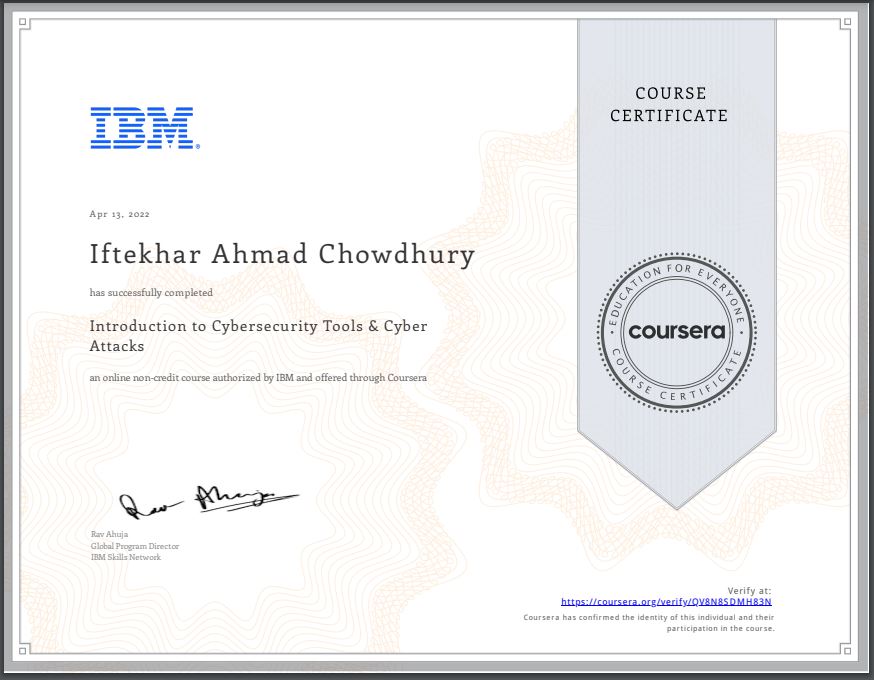 IBM®
COURSE
CERTIFICATE
Apr 13, 2022
Iftekhar Ahmad Chowdhury
has successfully completed
Introduction to Cybersecurity Tools & Cyber
Attacks
an online non-credit course authorized by IBM and offered through Coursera
EDUCATION FOR EVERYONE
coursera
COURSE CERTIFICATE
Rav Ahuja
Rav Ahuja
Global Program Director
IBM Skills Network
Verify at:
https://coursera.org/verify/QV8N8SDMH83N
Coursera has confirmed the identity of this individual and their
participation in the course.